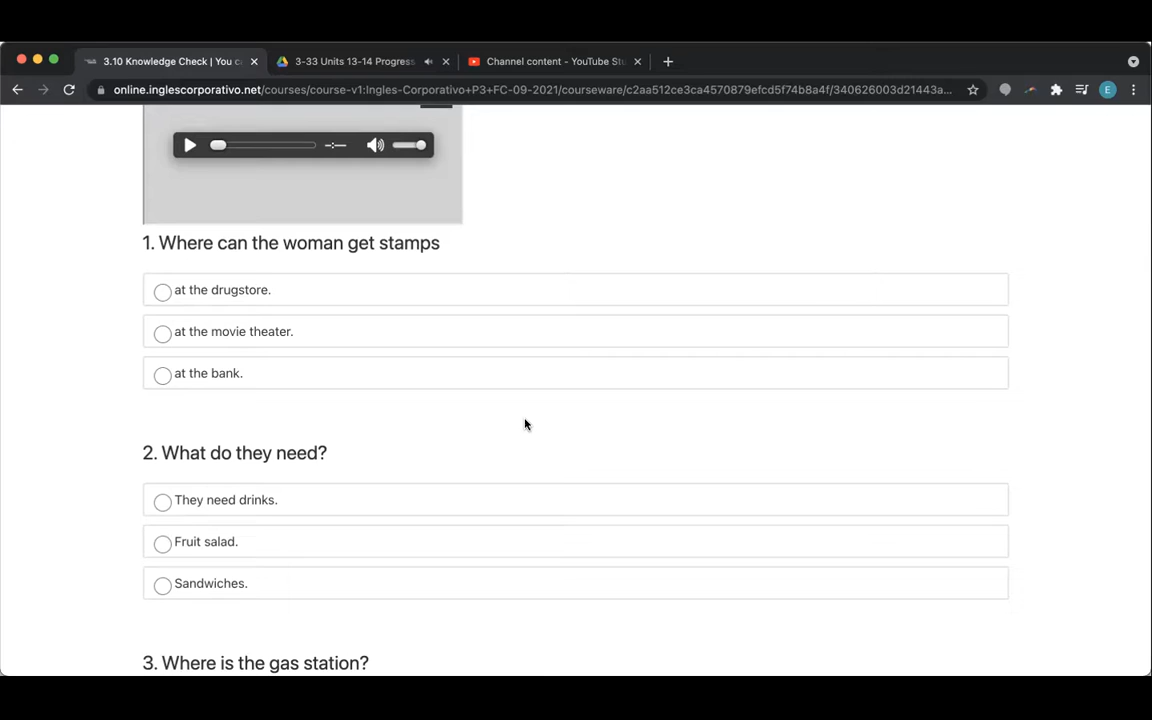 3.10 Knowledge Check | You c
3-33 Units 13-14 Progress
Channel content - YouTube Stu
online.inglescorporativo.net/courses/course-v1:Ingles-Corporativo+P3+FC-09-2021/courseware/c2aa512ce3ca4570879efcd5f74b8a4f/340626003d21443a...
E
-:--
1. Where can the woman get stamps
at the drugstore.
at the movie theater.
at the bank.
2. What do they need?
They need drinks.
Fruit salad.
Sandwiches.
3. Where is the gas station?